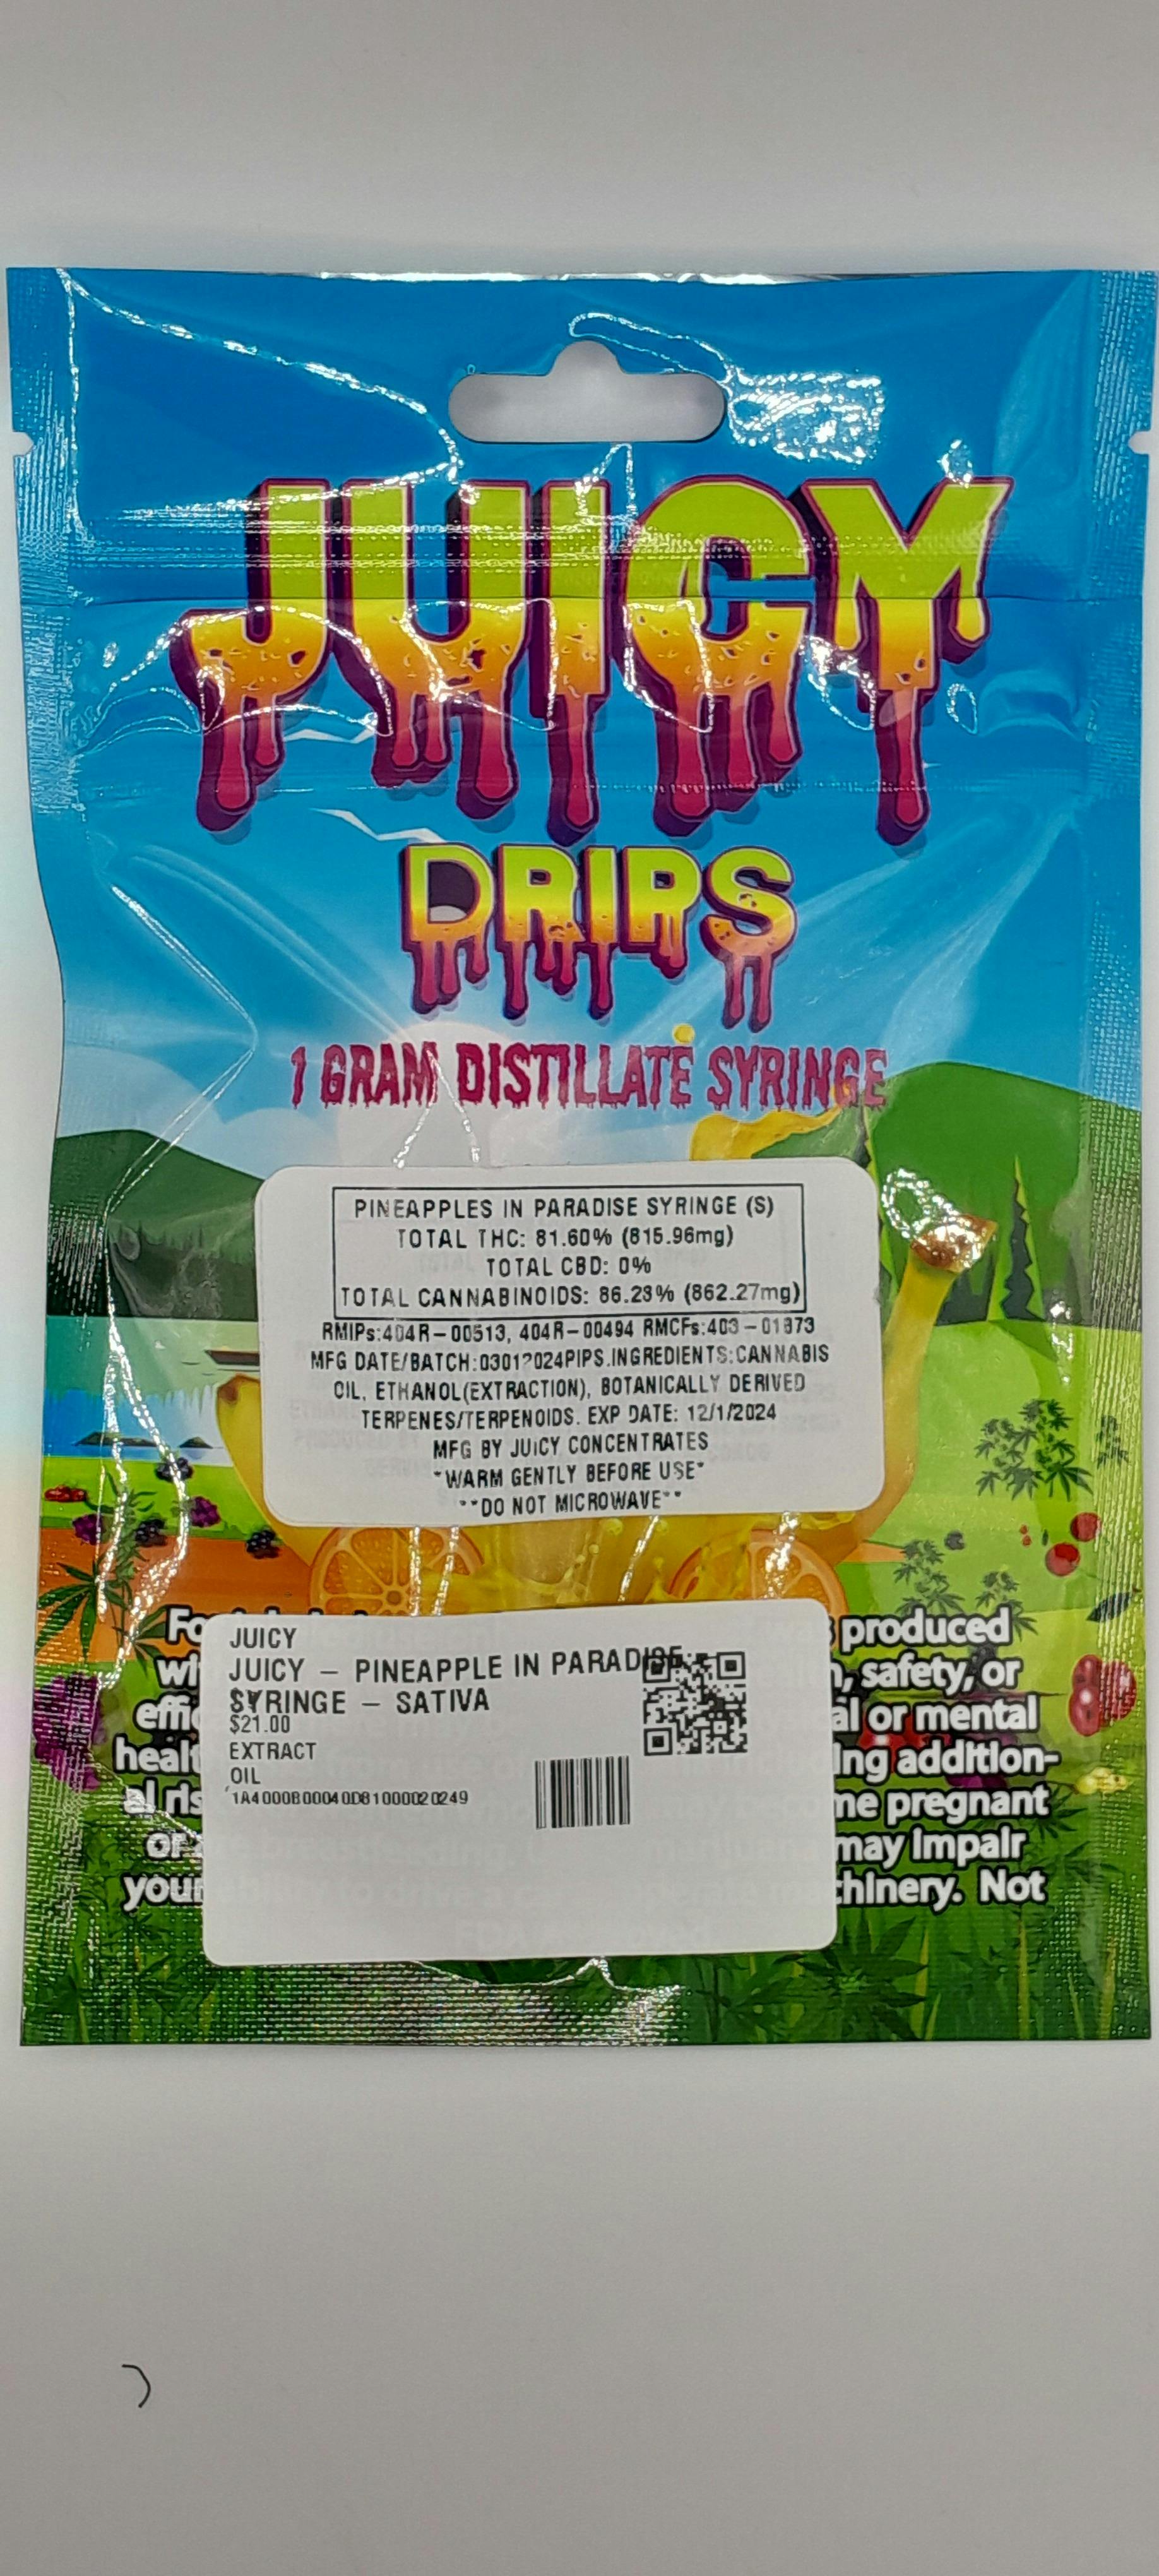 JUICY
DRIPS
1 GRAM DISTILLATE SYRINGE
PINEAPPLES IN PARADISE SYRINGE (S)
TOTAL THC: 81.60% (815.96mg)
TOTAL CBD: 0%
TOTAL CANNABINOIDS: 86.23% (862.27mg)
RMIPs:404R-00513, 404R-00494 RMCFs:403-01873
MFG DATE/BATCH:03012024PIPS.INGREDIENTS:CANNABIS
OIL, ETHANOL(EXTRACTION), BOTANICALLY DERIVED
TERPENES/TERPENOIDS. EXP DATE: 12/1/2024
MFG BY JUICY CONCENTRATES
*WARM GENTLY BEFORE USE*
**DO NOT MICROWAVE**
produced
, safety, or
or mental
addition-
pregnant
or may impair
your Not
JUICY
JUICY - PINEAPPLE IN PARADISE
SYRINGE - SATIVA
$21.00
EXTRACT
OIL
1A4000B00040D81000020249